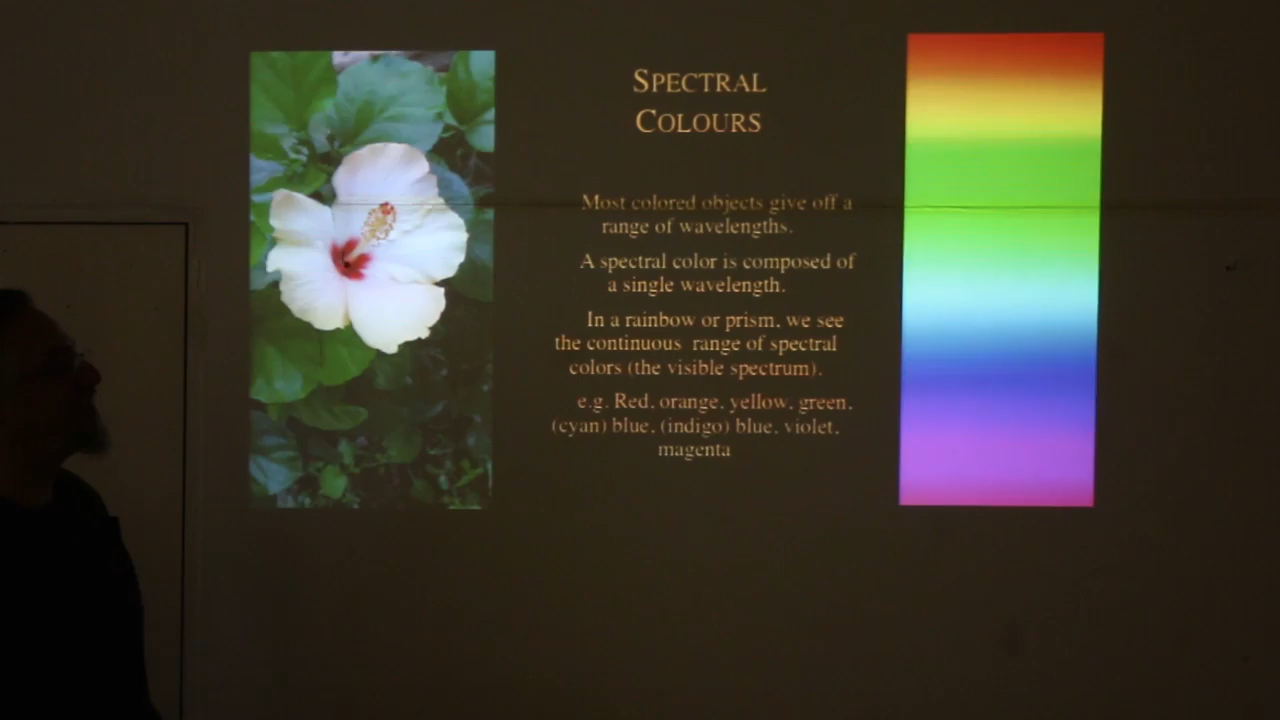 SPECTRAL
COLOURS
Most colored objects give off a
range of wavelengths.
A spectral color is composed of
a single wavelength.
In a rainbow or prism, we see
the continuous range of spectral
colors (the visible spectrum).
e.g. Red, orange, yellow, green,
(cyan) blue, (indigo) blue, violet,
magenta